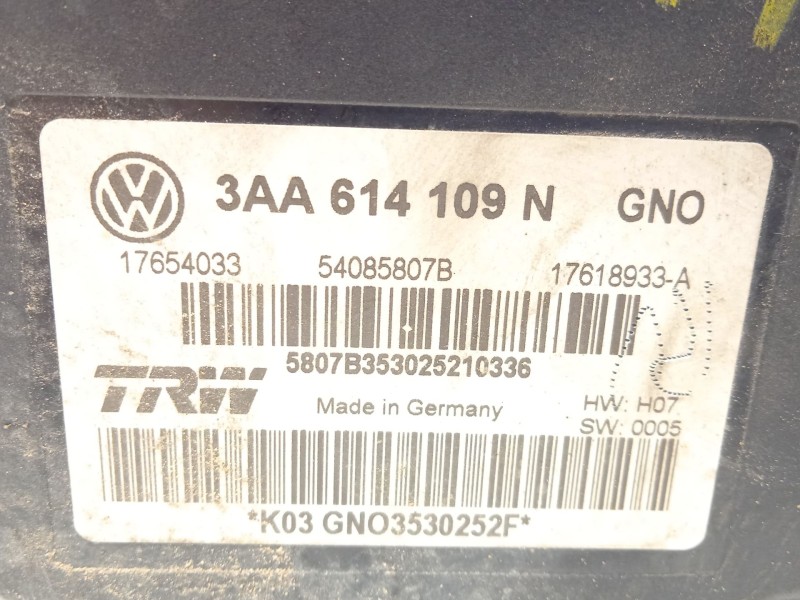 3AA 614 109 N GNO
17654033 54085807B 17618933-A
5807B353025210336
TRW Made in Germany HW: H07
SW: 0005
*K03 GNO3530252F*